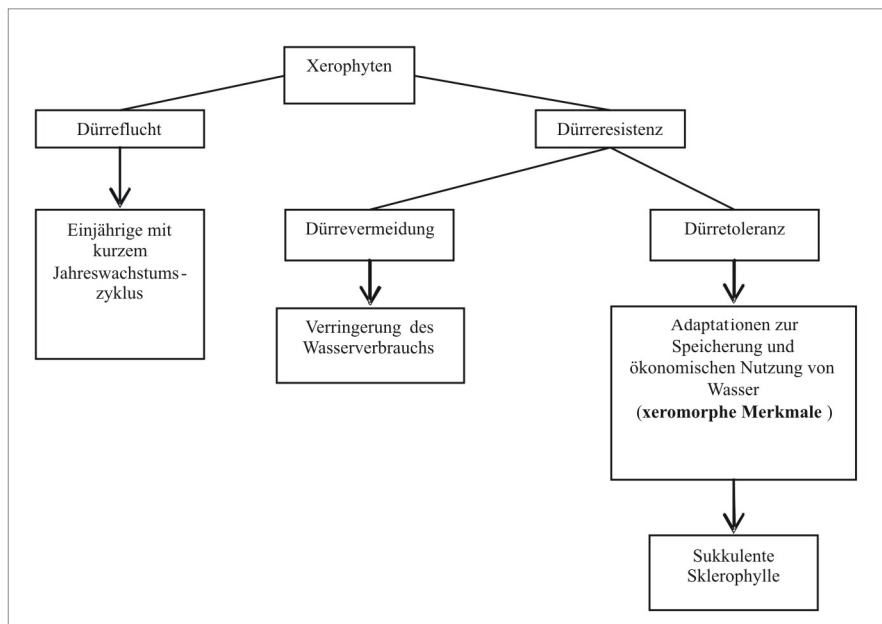 Xerophyten
Dürreflucht
Dürreresistenz
Einjährige mit
kurzem
Jahreswachstums-
zyklus
Dürrevermeidung
Dürretoleranz
Verringerung des
Wasserverbrauchs
Adaptationen zur
Speicherung und
ökonomischen Nutzung von
Wasser
(xeromorphe Merkmale )
Sukkulente
Sklerophylle